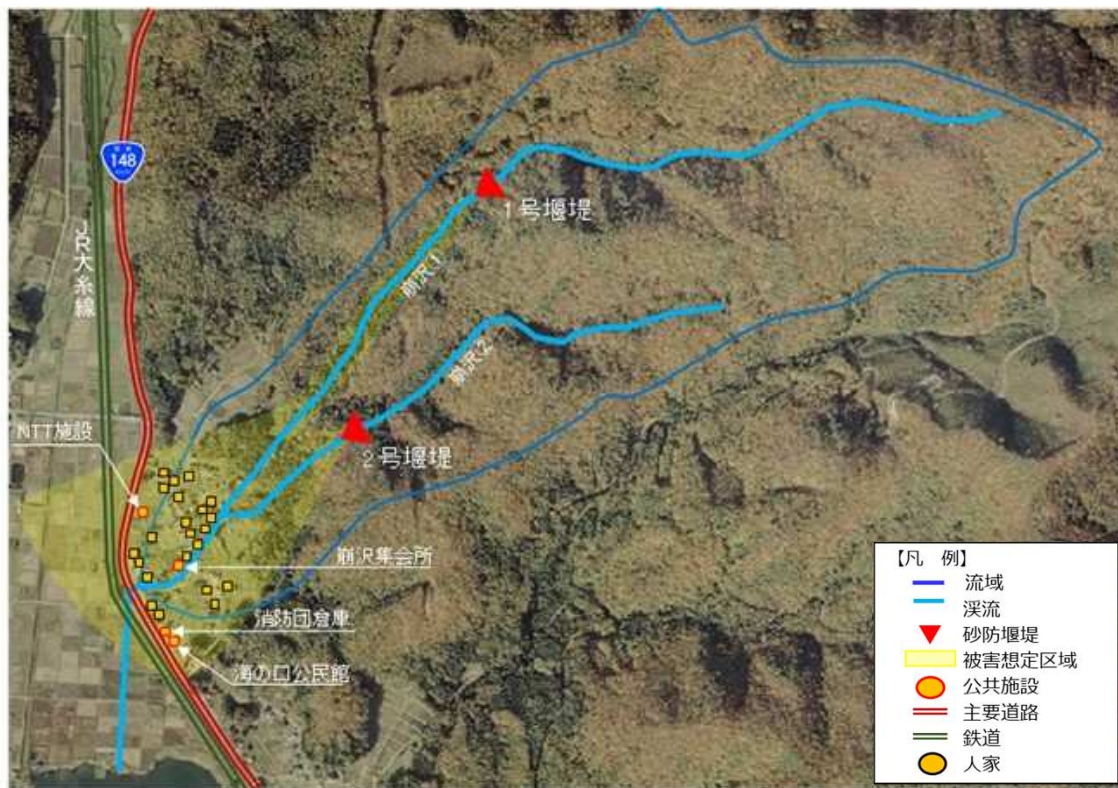 148
JR大糸線
1号堰堤
崩沢1
崩沢2
2号堰堤
NTT施設
崩沢集会所
消防団倉庫
海の口公民館
【凡 例】
流域
渓流
砂防堰堤
被害想定区域
公共施設
主要道路
鉄道
人家